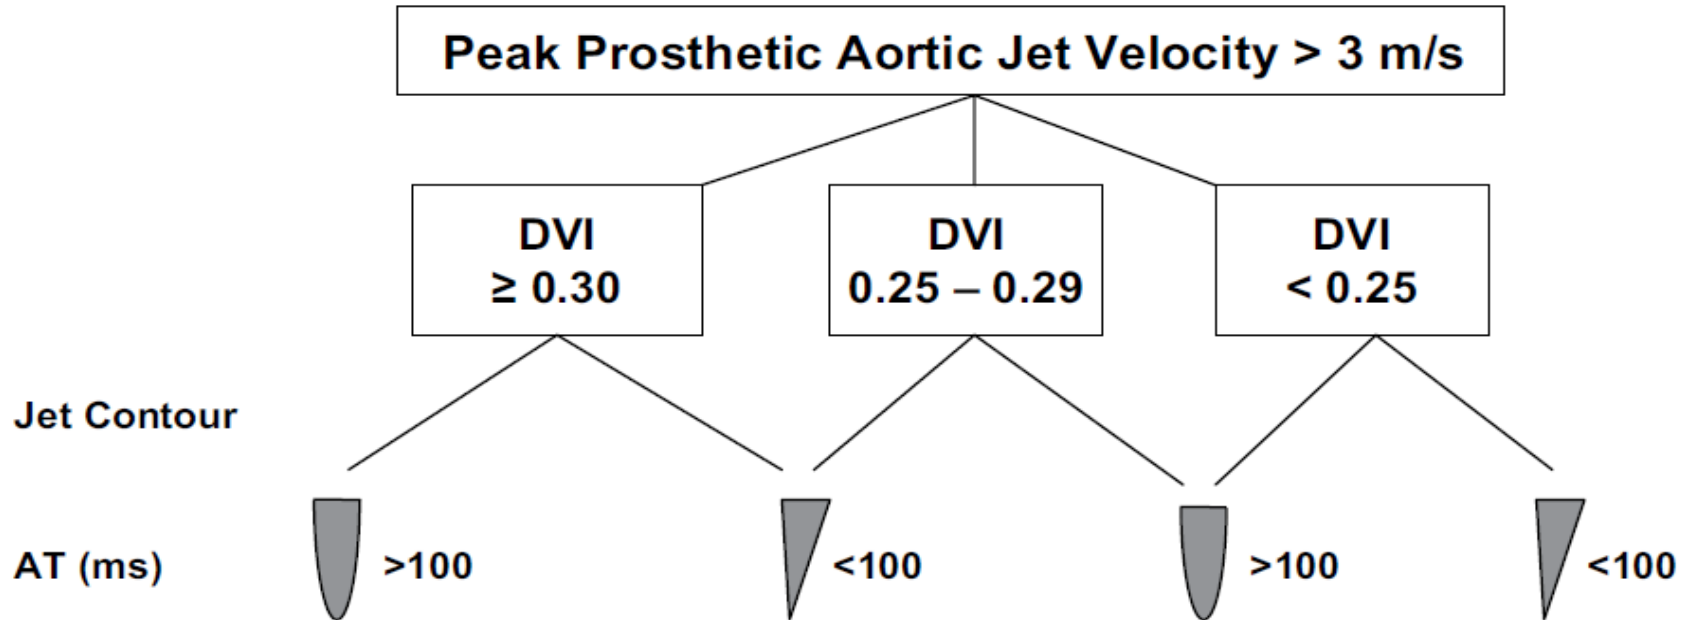 Peak Prosthetic Aortic Jet Velocity > 3 m/s
DVI
≥ 0.30
DVI
0.25 – 0.29
DVI
< 0.25
Jet Contour
AT (ms)
>100
<100
>100
<100